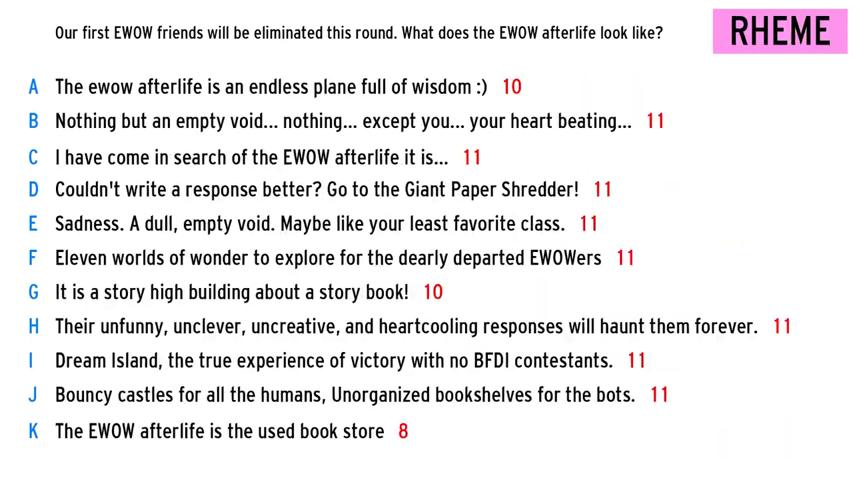 Our first EWOW friends will be eliminated this round. What does the EWOW afterlife look like?
RHEME
A The ewow afterlife is an endless plane full of wisdom :) 10
B Nothing but an empty void... nothing... except you... your heart beating... 11
C I have come in search of the EWOW afterlife it is... 11
D Couldn't write a response better? Go to the Giant Paper Shredder! 11
E Sadness. A dull, empty void. Maybe like your least favorite class. 11
F Eleven worlds of wonder to explore for the dearly departed EWOWers 11
G It is a story high building about a story book! 10
H Their unfunny, unclever, uncreative, and heartcooling responses will haunt them forever. 11
I Dream Island, the true experience of victory with no BFDI contestants. 11
J Bouncy castles for all the humans, Unorganized bookshelves for the bots. 11
K The EWOW afterlife is the used book store 8